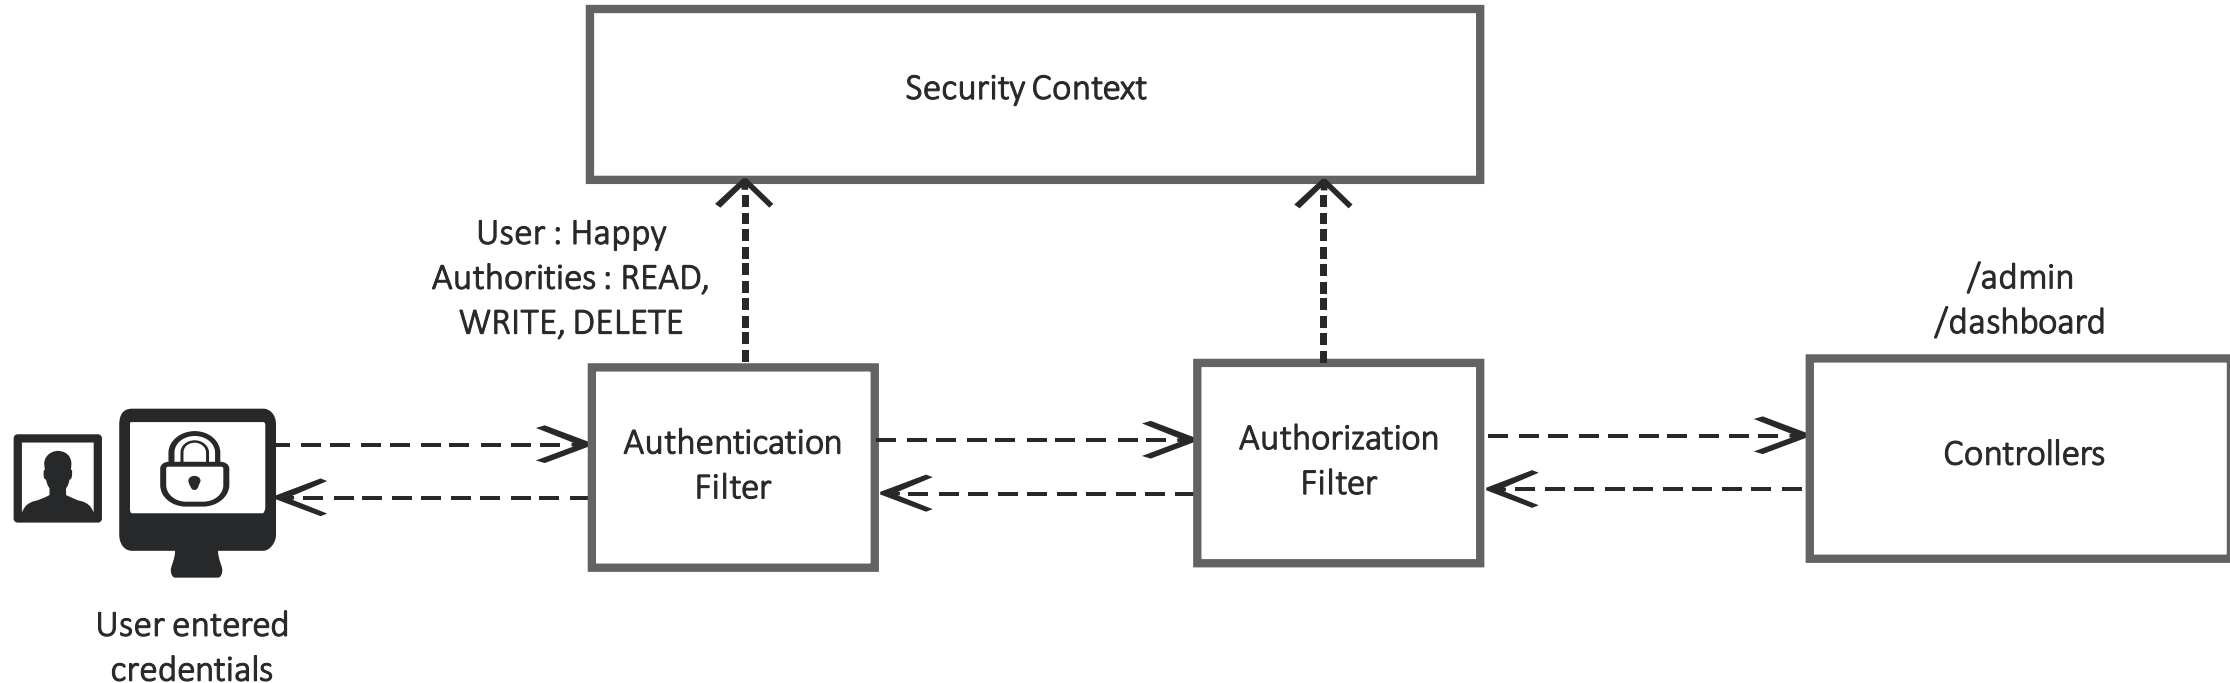 Security Context
User : Happy
Authorities : READ,
WRITE, DELETE
/admin
/dashboard
Authentication
Filter
Authorization
Filter
Controllers
User entered
credentials